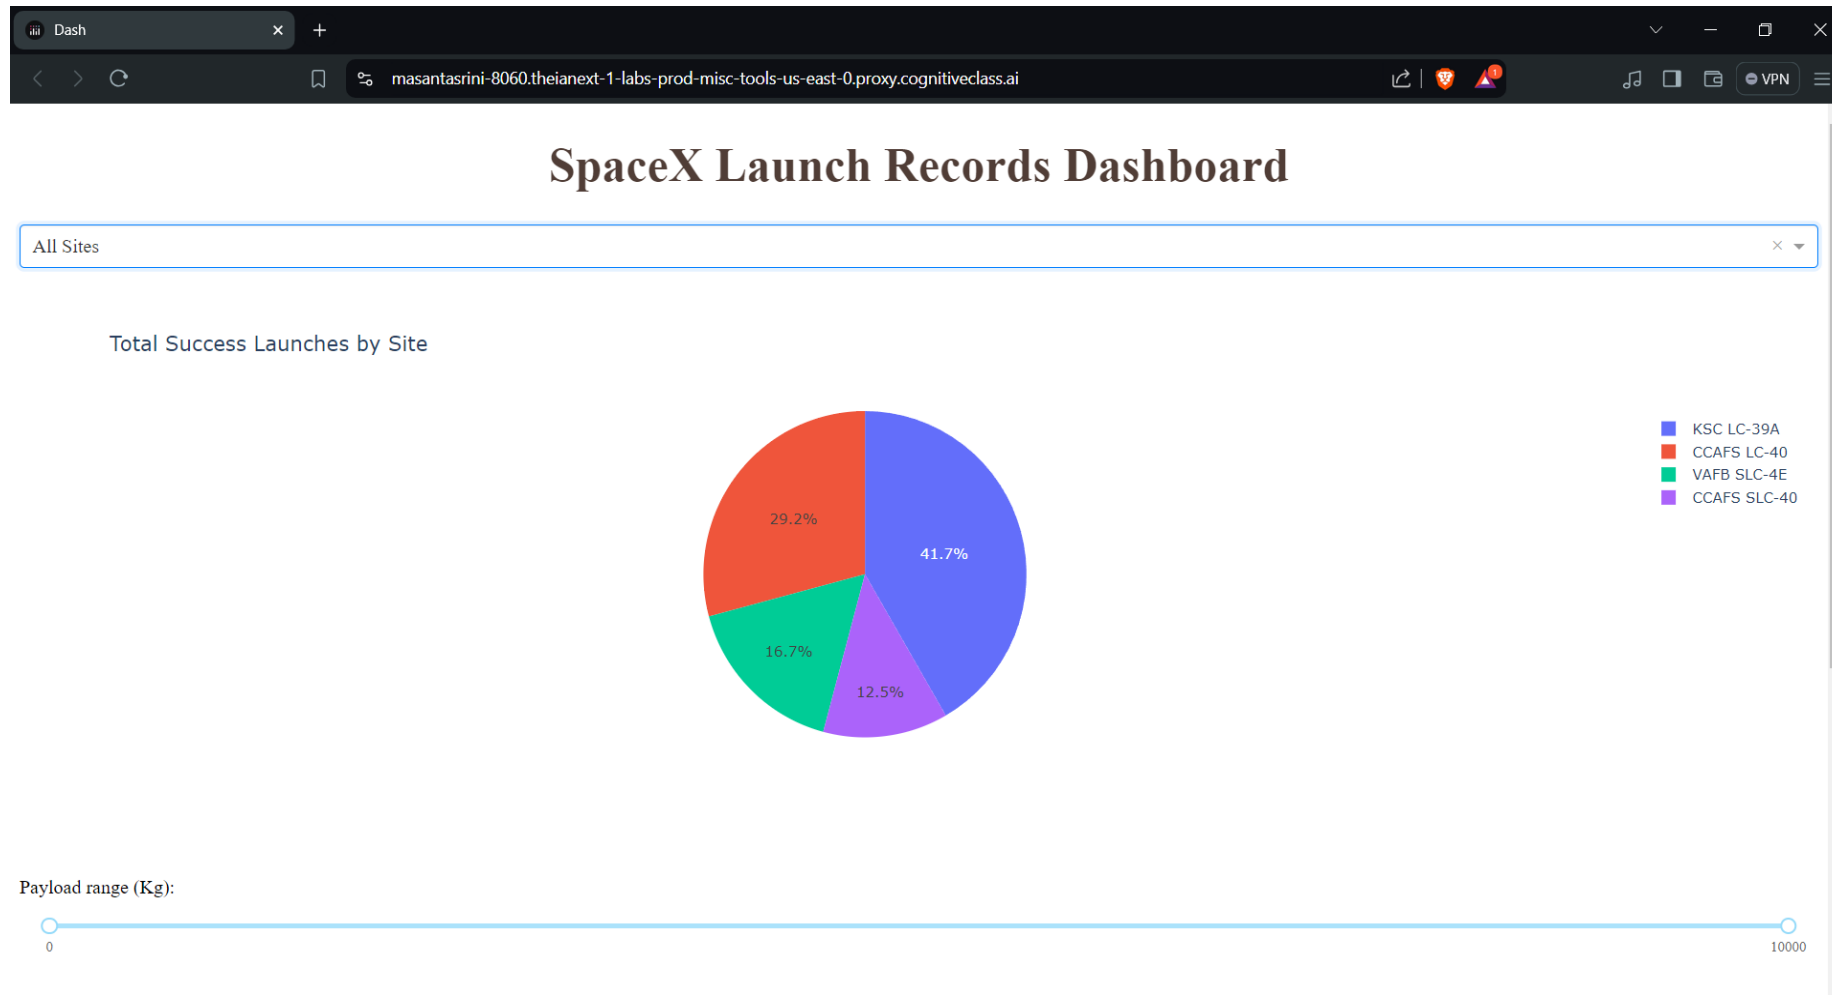 Dash
masantasrini-8060.theianext-1-labs-prod-misc-tools-us-east-0.proxy.cognitiveclass.ai
1
VPN
SpaceX Launch Records Dashboard
All Sites
Total Success Launches by Site
KSC LC-39A
CCAFS LC-40
VAFB SLC-4E
CCAFS SLC-40
29.2%
41.7%
16.7%
12.5%
Payload range (Kg):
0
10000